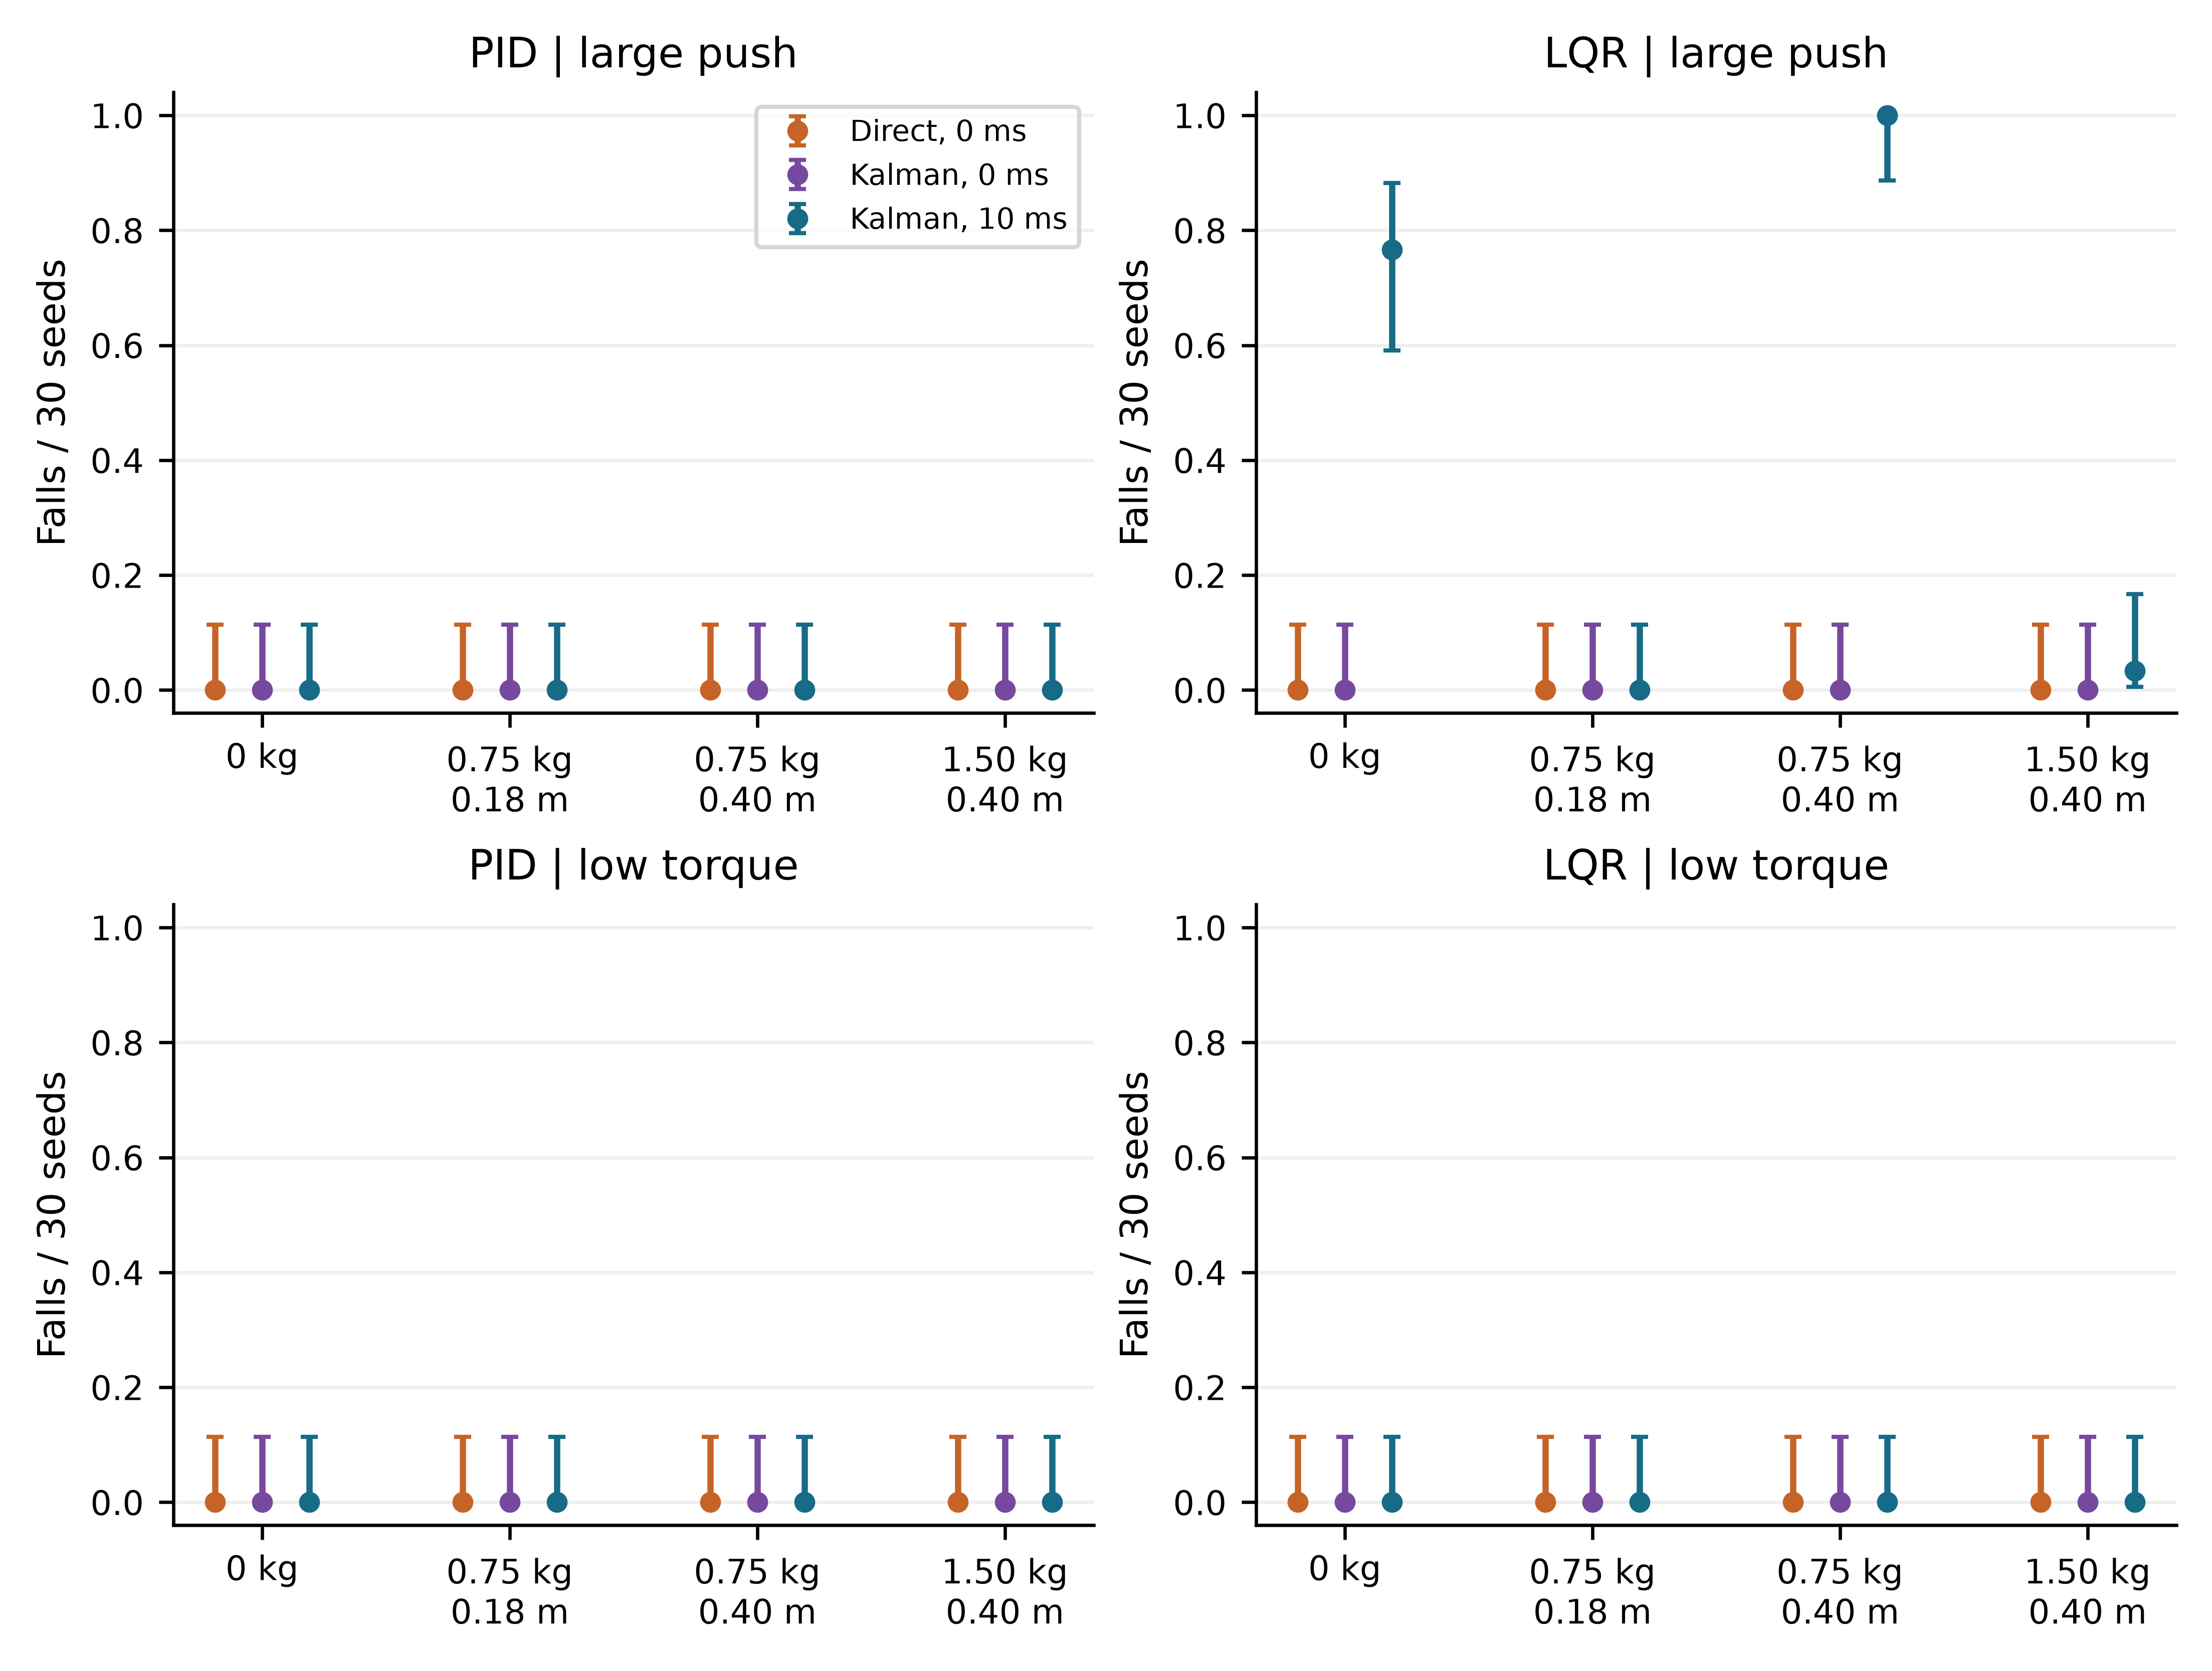 PID | large push
1.0
0.8
0.6
0.4
0.2
0.0
Falls / 30 seeds
Direct, 0 ms
Kalman, 0 ms
Kalman, 10 ms
0 kg
0.75 kg
0.18 m
0.75 kg
0.40 m
1.50 kg
0.40 m
LQR | large push
1.0
0.8
0.6
0.4
0.2
0.0
Falls / 30 seeds
0 kg
0.75 kg
0.18 m
0.75 kg
0.40 m
1.50 kg
0.40 m
PID | low torque
1.0
0.8
0.6
0.4
0.2
0.0
Falls / 30 seeds
0 kg
0.75 kg
0.18 m
0.75 kg
0.40 m
1.50 kg
0.40 m
LQR | low torque
1.0
0.8
0.6
0.4
0.2
0.0
Falls / 30 seeds
0 kg
0.75 kg
0.18 m
0.75 kg
0.40 m
1.50 kg
0.40 m